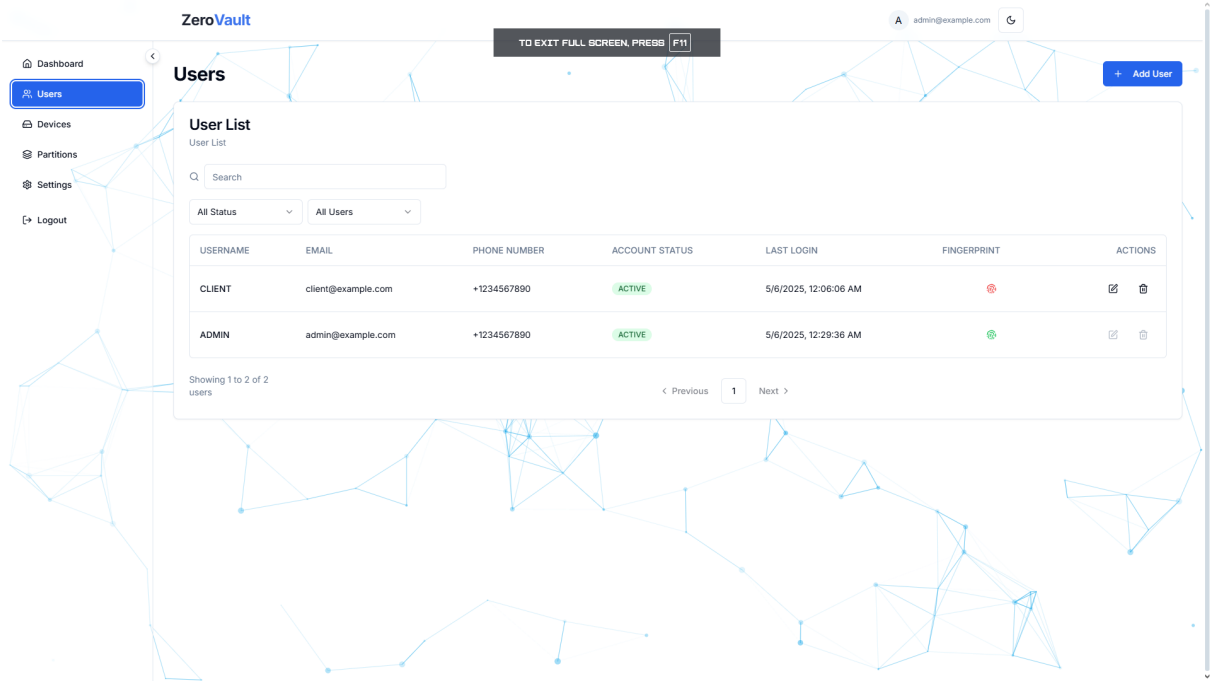 ZeroVault
A admin@example.com
TO EXIT FULL SCREEN, PRESS F11
Dashboard
Users
Devices
Partitions
Settings
Logout
Users
+ Add User
User List
User List
Search
All Status All Users
USERNAME EMAIL PHONE NUMBER ACCOUNT STATUS LAST LOGIN FINGERPRINT ACTIONS
CLIENT client@example.com +1234567890 ACTIVE 5/6/2025, 12:06:06 AM
ADMIN admin@example.com +1234567890 ACTIVE 5/6/2025, 12:29:36 AM
Showing 1 to 2 of 2
users
Previous 1 Next